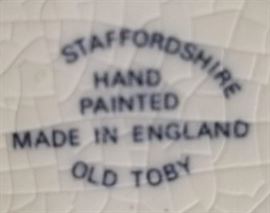 STAFFORDSHIRE
HAND
PAINTED
MADE IN ENGLAND
OLD TOBY